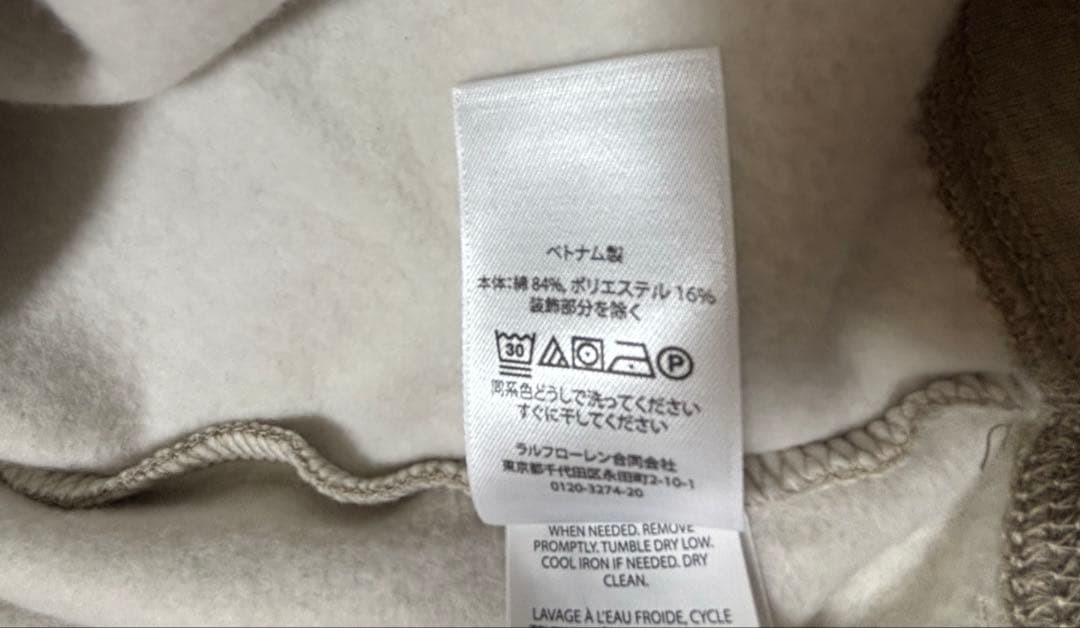 ベトナム製
本体:綿 84%, ポリエステル 16%
装飾部分を除く
30 P
同系色どうしで洗ってください
すぐに干してください
ラルフローレン合同会社
東京都千代田区永田町2-10-1
0120-3274-20
WHEN NEEDED. REMOVE
PROMPTLY. TUMBLE DRY LOW.
COOL IRON IF NEEDED. DRY
CLEAN.
LAVAGE À L'EAU FROIDE, CYCLE